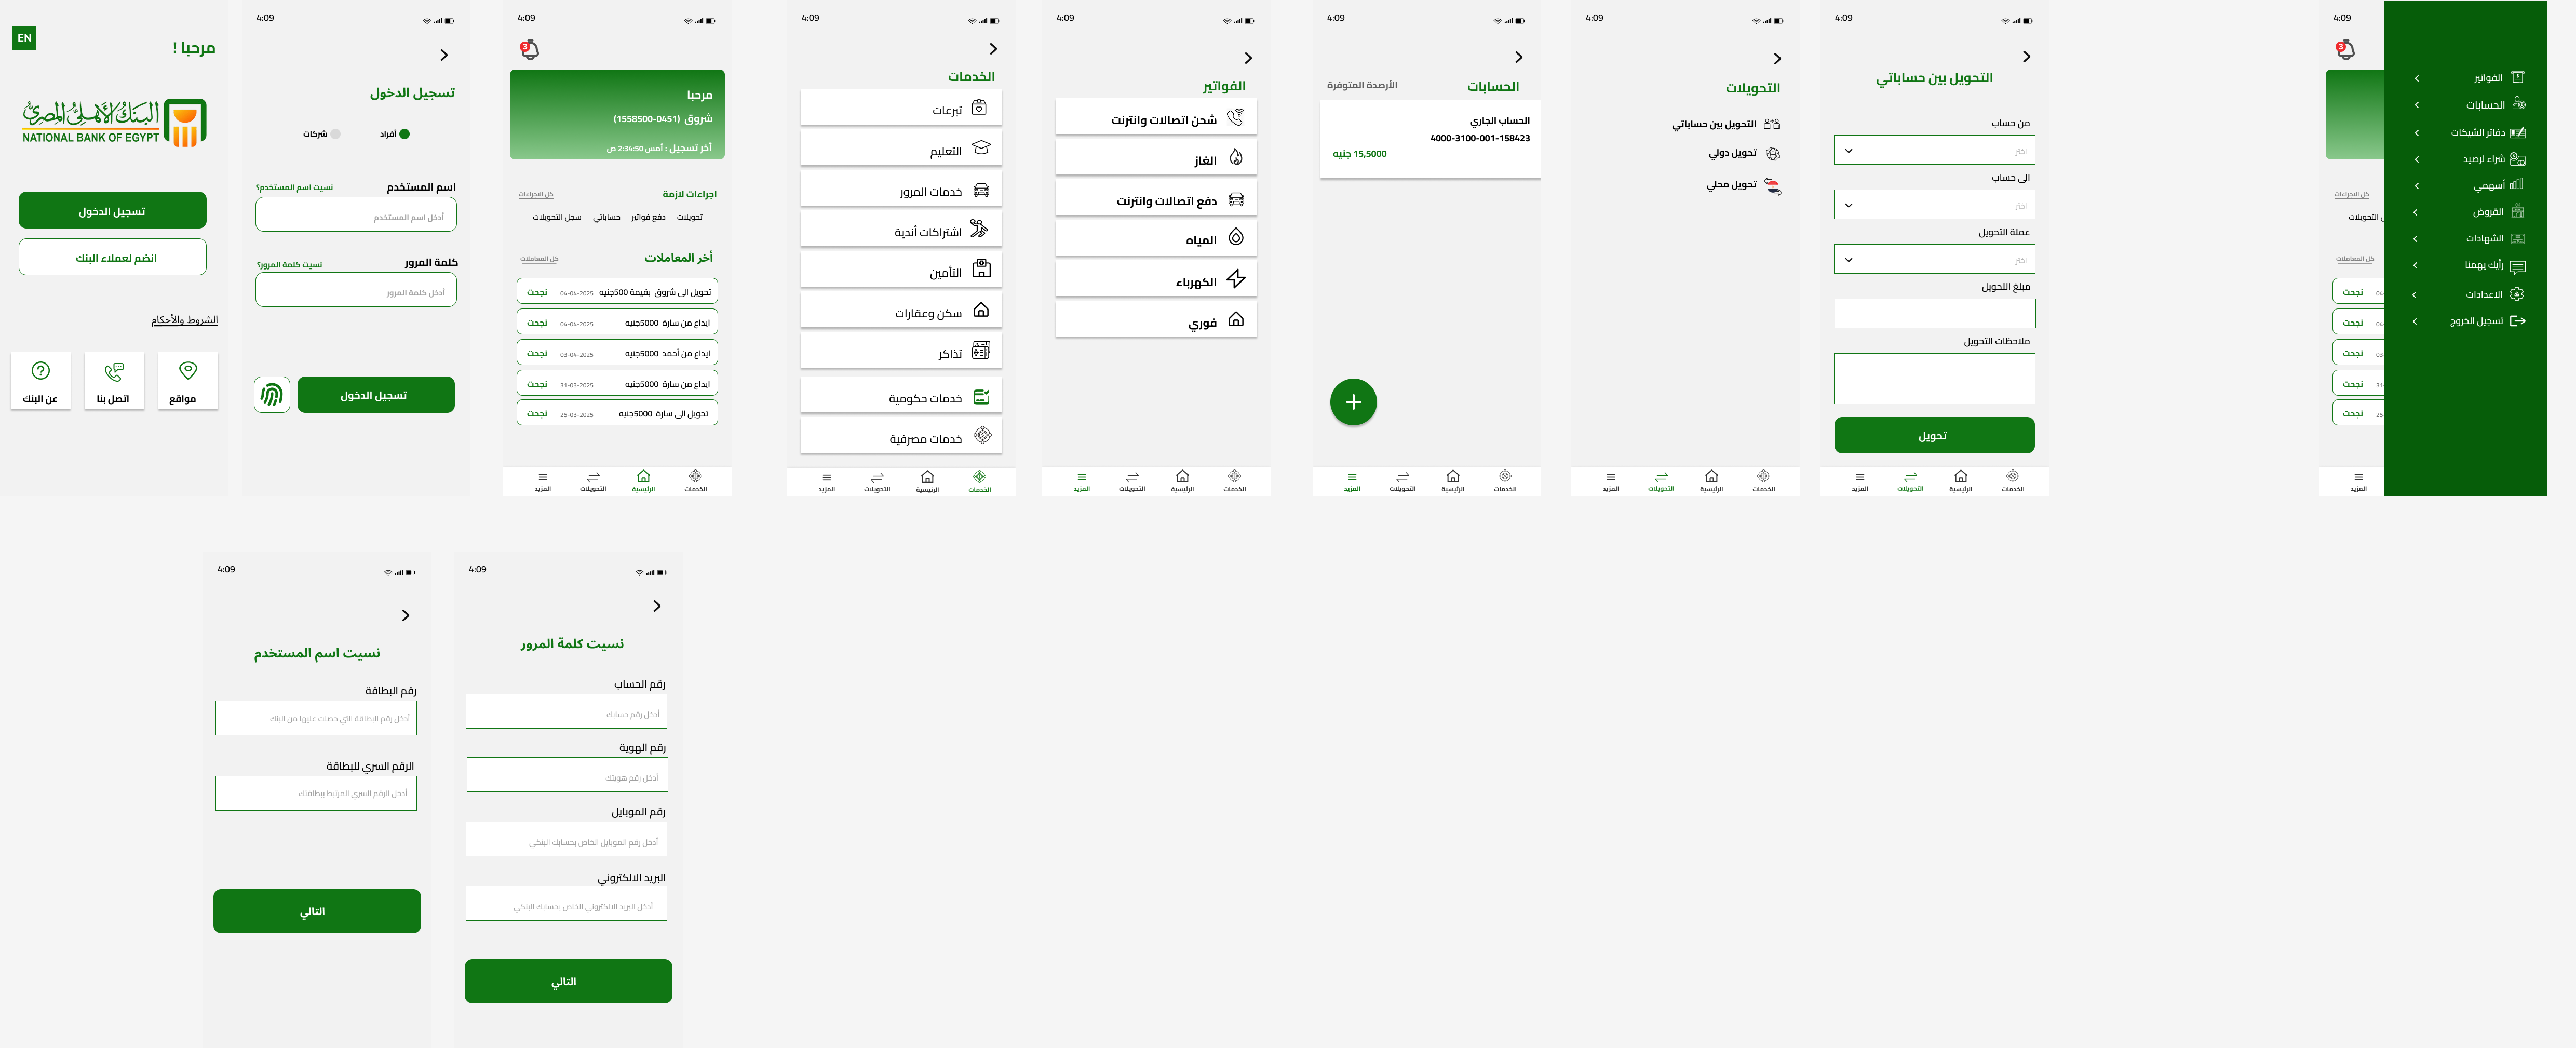 EN
مرحبا !
البنك الأهلي المصري
NATIONAL BANK OF EGYPT
تسجيل الدخول
انضم لعملاء البنك
الشروط والأحكام
مواقع
اتصل بنا
عن البنك
4:09
تسجيل الدخول
أفراد
شركات
اسم المستخدم
نسيت اسم المستخدم؟
أدخل اسم المستخدم
كلمة المرور
نسيت كلمة المرور؟
أدخل كلمة المرور
تسجيل الدخول
4:09
3
مرحبا
شروق (0451-1558500)
أخر تسجيل : أمس 2:34:50 ص
اجراءات لازمة
كل الاجراءات
تحويلات
دفع فواتير
حساباتي
سجل التحويلات
أخر المعاملات
كل المعاملات
تحويل الى شروق بقيمة 500جنيه 04-04-2025 نجحت
ايداع من سارة 5000جنيه 04-04-2025 نجحت
ايداع من أحمد 5000جنيه 03-04-2025 نجحت
ايداع من سارة 5000جنيه 31-03-2025 نجحت
تحويل الى سارة 5000جنيه 25-03-2025 نجحت
الخدمات
الرئيسية
التحويلات
المزيد
4:09
الخدمات
تبرعات
التعليم
خدمات المرور
اشتراكات أندية
التأمين
سكن وعقارات
تذاكر
خدمات حكومية
خدمات مصرفية
الخدمات
الرئيسية
التحويلات
المزيد
4:09
الفواتير
شحن اتصالات وانترنت
الغاز
دفع اتصالات وانترنت
المياه
الكهرباء
فوري
الخدمات
الرئيسية
التحويلات
المزيد
4:09
الحسابات
الأرصدة المتوفرة
الحساب الجاري
4000-3100-001-158423
15,5000 جنيه
الخدمات
الرئيسية
التحويلات
المزيد
4:09
التحويلات
التحويل بين حساباتي
تحويل دولي
تحويل محلي
الخدمات
الرئيسية
التحويلات
المزيد
4:09
التحويل بين حساباتي
من حساب
اختر
الى حساب
اختر
عملة التحويل
اختر
مبلغ التحويل
ملاحظات التحويل
تحويل
الخدمات
الرئيسية
التحويلات
المزيد
4:09
3
كل الاجراءات
التحويلات
كل المعاملات
04 نجحت
04 نجحت
03 نجحت
31 نجحت
25 نجحت
المزيد
الفواتير
الحسابات
دفاتر الشيكات
شراء لرصيد
أسهمي
القروض
الشهادات
رأيك يهمنا
الاعدادات
تسجيل الخروج
4:09
نسيت اسم المستخدم
رقم البطاقة
أدخل رقم البطاقة التي حصلت عليها من البنك
الرقم السري للبطاقة
أدخل الرقم السري المرتبط ببطاقتك
التالي
4:09
نسيت كلمة المرور
رقم الحساب
أدخل رقم حسابك
رقم الهوية
أدخل رقم هويتك
رقم الموبايل
أدخل رقم الموبايل الخاص بحسابك البنكي
البريد الالكتروني
أدخل البريد الالكتروني الخاص بحسابك البنكي
التالي